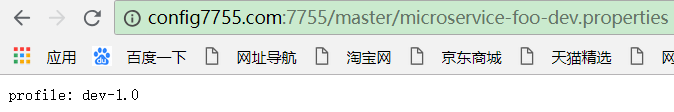 config7755.com:7755/master/microservice-foo-dev.properties
应用 百度一下 网址导航 淘宝网 京东商城 天猫精选
profile: dev-1.0